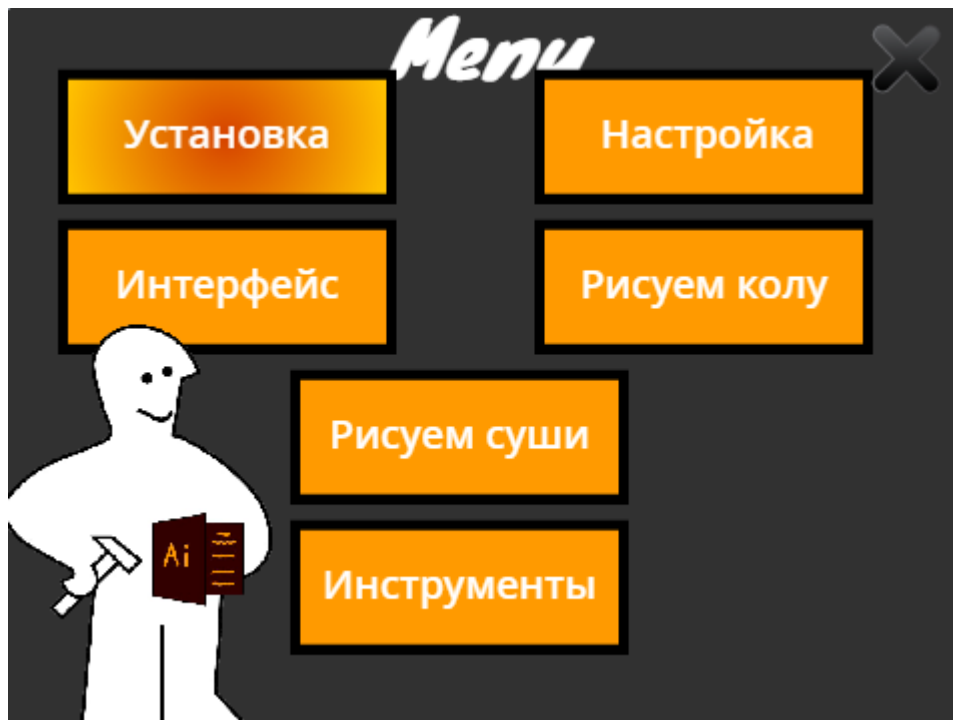 Menu
Установка
Настройка
Интерфейс
Рисуем колу
Рисуем суши
Инструменты
Ai